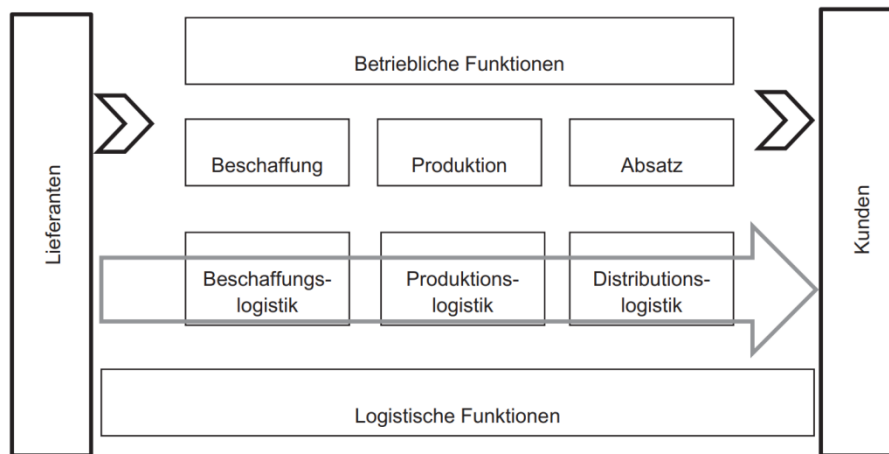 Lieferanten
Betriebliche Funktionen
Beschaffung
Produktion
Absatz
Beschaffungs-
logistik
Produktions-
logistik
Distributions-
logistik
Logistische Funktionen
Kunden